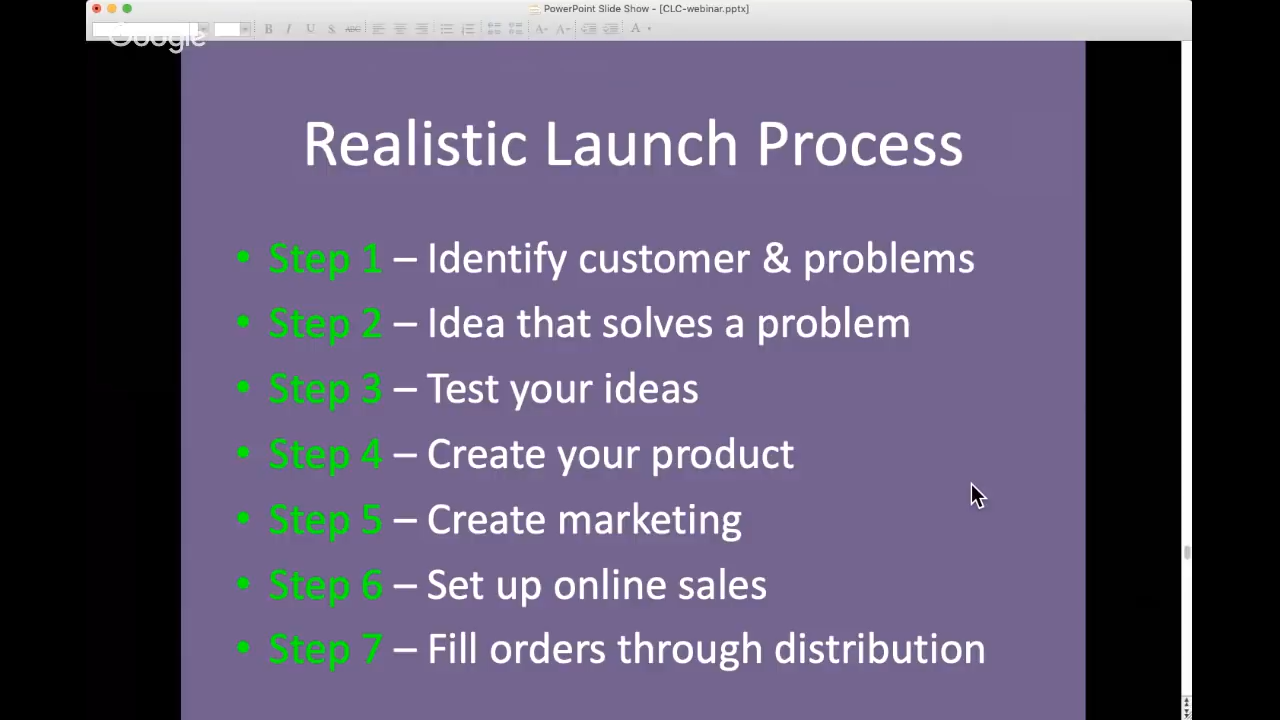 PowerPoint Slide Show - [CLC-webinar.pptx]
B I U S ABC A A A
Google
Realistic Launch Process
• Step 1 – Identify customer & problems
• Step 2 – Idea that solves a problem
• Step 3 – Test your ideas
• Step 4 – Create your product
• Step 5 – Create marketing
• Step 6 – Set up online sales
• Step 7 – Fill orders through distribution